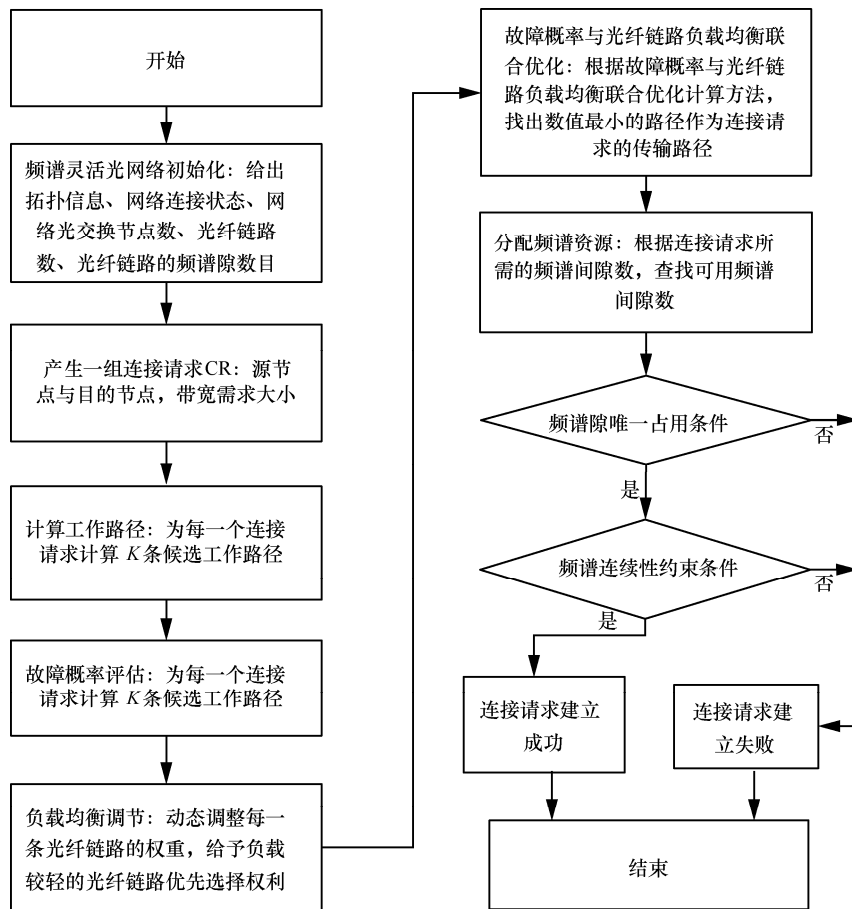 开始
频谱灵活光网络初始化：给出
拓扑信息、网络连接状态、网
络光交换节点数、光纤链路
数、光纤链路的频谱隙数目
产生一组连接请求CR：源节
点与目的节点，带宽需求大小
计算工作路径：为每一个连接
请求计算 K条候选工作路径
故障概率评估：为每一个连接
请求计算 K条候选工作路径
负载均衡调节：动态调整每一
条光纤链路的权重，给予负载
较轻的光纤链路优先选择权利
故障概率与光纤链路负载均衡联
合优化：根据故障概率与光纤链
路负载均衡联合优化计算方法，
找出数值最小的路径作为连接请
求的传输路径
分配频谱资源：根据连接请求所
需的频谱间隙数，查找可用频谱
间隙数
频谱隙唯一占用条件
否
是
频谱连续性约束条件
否
是
连接请求建立
成功
连接请求建
立失败
结束